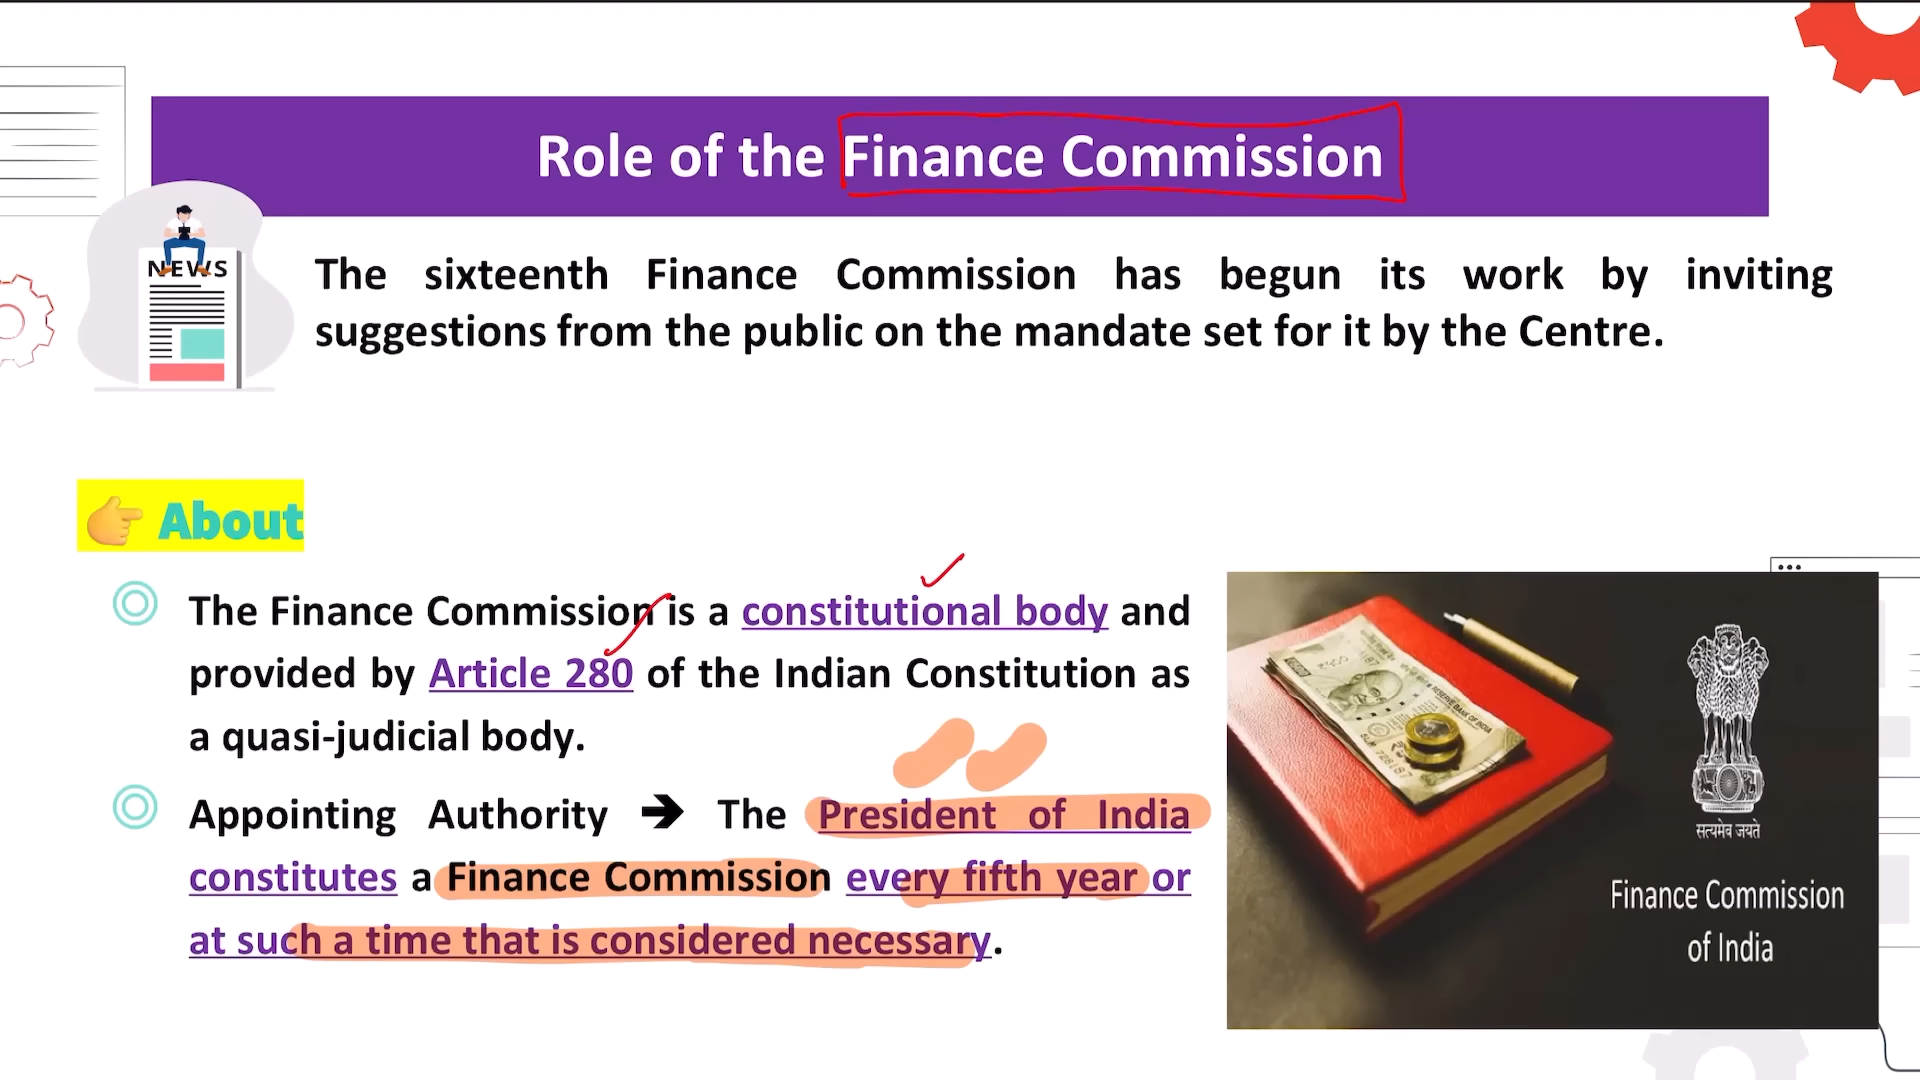 Role of the Finance Commission
NEWS
The sixteenth Finance Commission has begun its work by inviting
suggestions from the public on the mandate set for it by the Centre.
👉 About
The Finance Commission is a constitutional body and
provided by Article 280 of the Indian Constitution as
a quasi-judicial body.
Appointing Authority ➔ The President of India
constitutes a Finance Commission every fifth year or
at such a time that is considered necessary.
सत्यमेव जयते
Finance Commission
of India